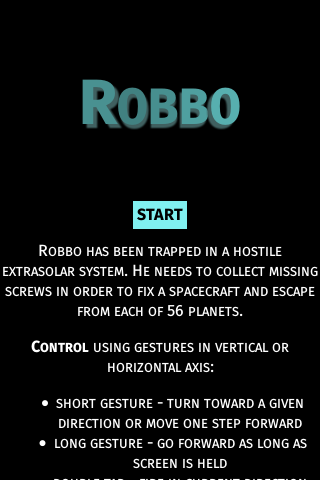 Robbo
START
Robbo has been trapped in a hostile
extrasolar system. He needs to collect missing
screws in order to fix a spacecraft and escape
from each of 56 planets.
Control using gestures in vertical or
horizontal axis:
• short gesture - turn toward a given
direction or move one step forward
• long gesture - go forward as long as
screen is held